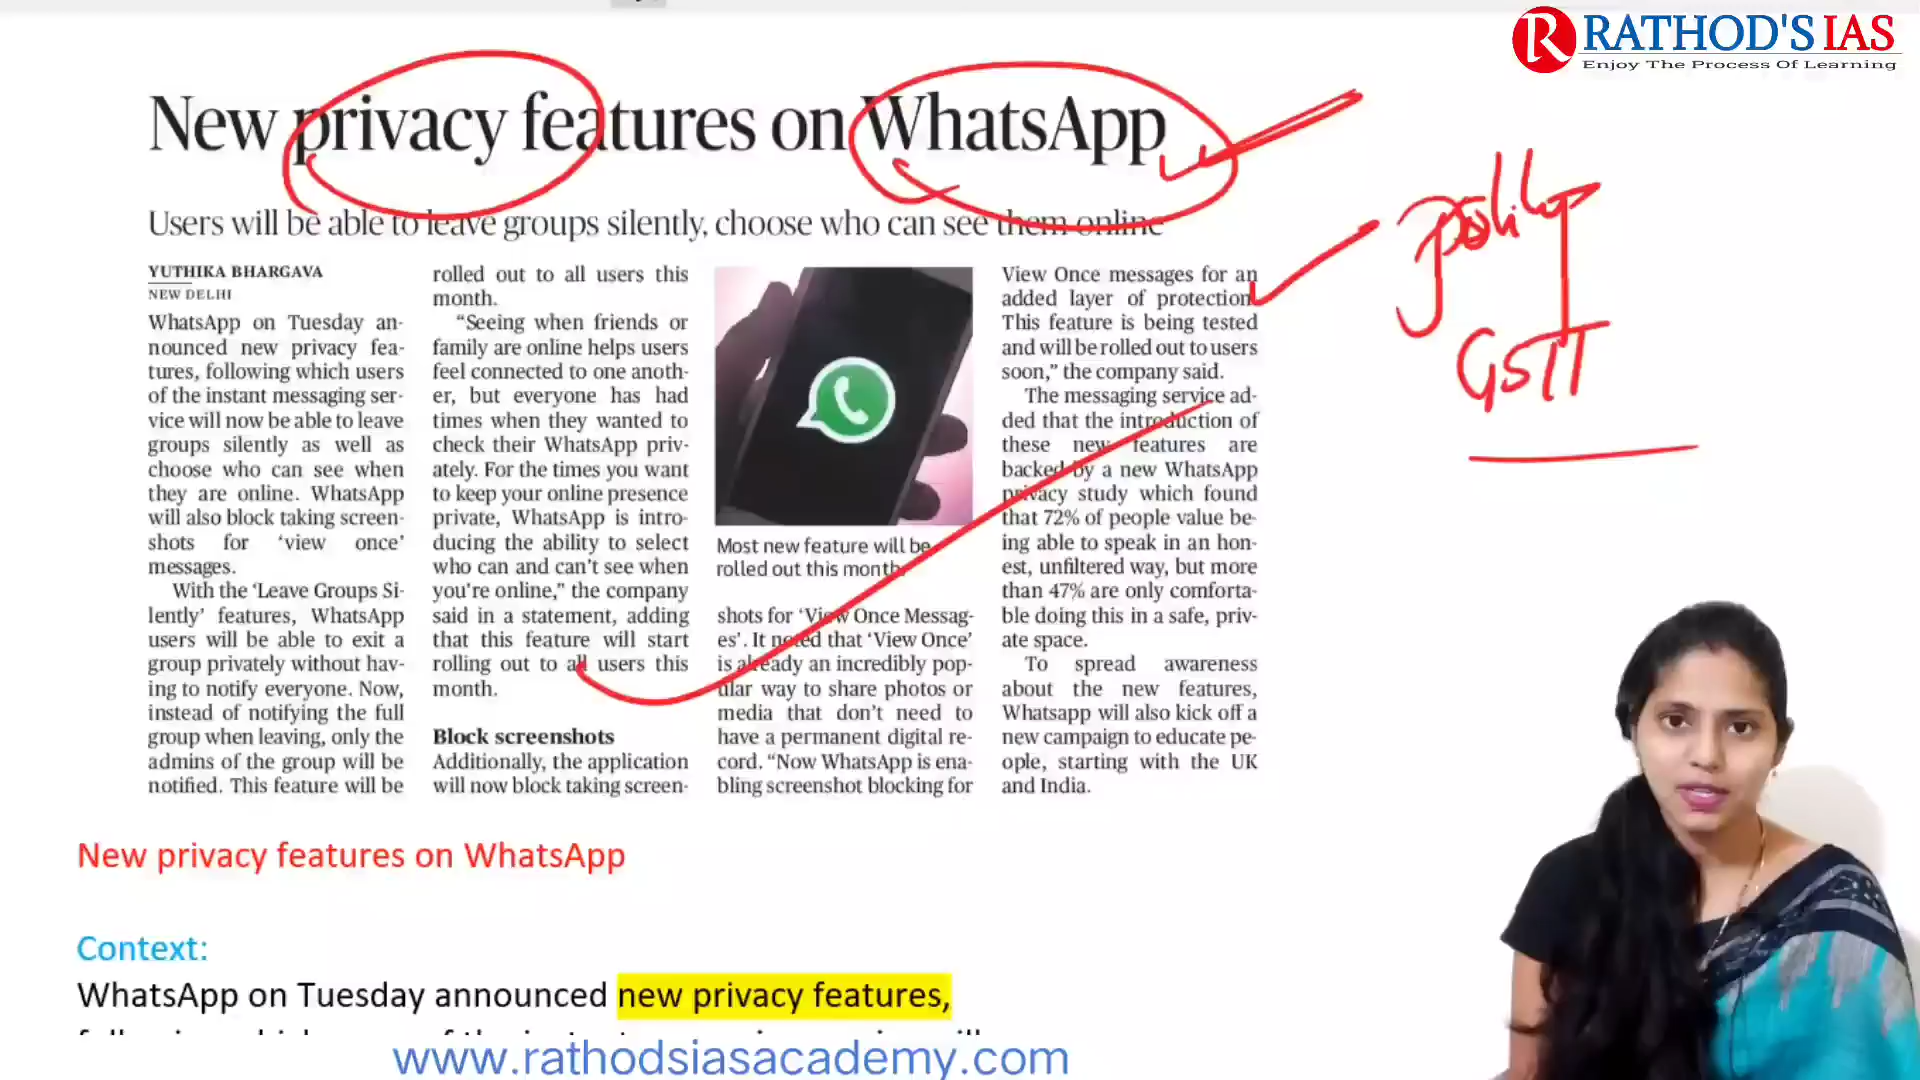 RATHOD'S IAS
Enjoy The Process Of Learning
New privacy features on WhatsApp
Users will be able to leave groups silently, choose who can see them online
YUTHIKA BHARGAVA
NEW DELHI
WhatsApp on Tuesday an-
nounced new privacy fea-
tures, following which users
of the instant messaging ser-
vice will now be able to leave
groups silently as well as
choose who can see when
they are online. WhatsApp
will also block taking screen-
shots for ‘view once’
messages.
With the ‘Leave Groups Si-
lently’ features, WhatsApp
users will be able to exit a
group privately without hav-
ing to notify everyone. Now,
instead of notifying the full
group when leaving, only the
admins of the group will be
notified. This feature will be
rolled out to all users this
month.
“Seeing when friends or
family are online helps users
feel connected to one anoth-
er, but everyone has had
times when they wanted to
check their WhatsApp priv-
ately. For the times you want
to keep your online presence
private, WhatsApp is intro-
ducing the ability to select
who can and can’t see when
you’re online,” the company
said in a statement, adding
that this feature will start
rolling out to all users this
month.
Block screenshots
Additionally, the application
will now block taking screen-
Most new feature will be
rolled out this month.
shots for ‘View Once Messag-
es’. It noted that ‘View Once’
is already an incredibly pop-
ular way to share photos or
media that don’t need to
have a permanent digital re-
cord. “Now WhatsApp is ena-
bling screenshot blocking for
View Once messages for an
added layer of protection.
This feature is being tested
and will be rolled out to users
soon,” the company said.
The messaging service ad-
ded that the introduction of
these new features are
backed by a new WhatsApp
privacy study which found
that 72% of people value be-
ing able to speak in an hon-
est, unfiltered way, but more
than 47% are only comforta-
ble doing this in a safe, priv-
ate space.
To spread awareness
about the new features,
Whatsapp will also kick off a
new campaign to educate pe-
ople, starting with the UK
and India.
polity
GSII
New privacy features on WhatsApp
Context:
WhatsApp on Tuesday announced new privacy features,
www.rathodsiasacademy.com